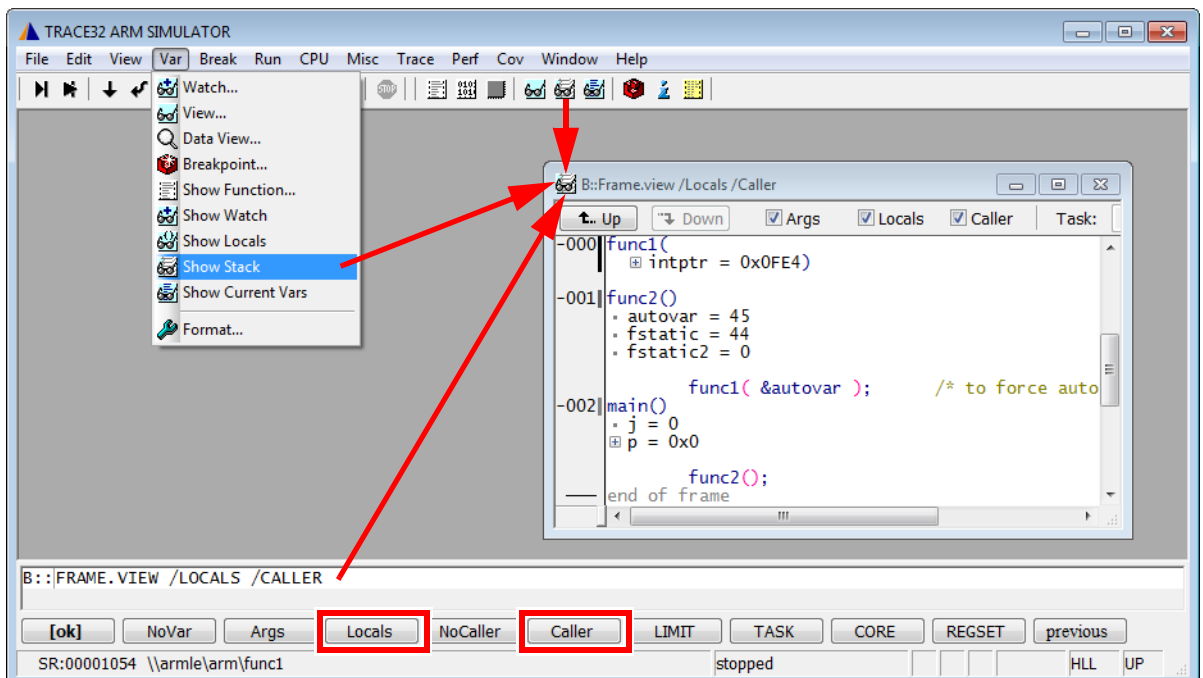 TRACE32 ARM SIMULATOR
File Edit View Var Break Run CPU Misc Trace Perf Cov Window Help
Watch...
View...
Data View...
Breakpoint...
Show Function...
Show Watch
Show Locals
Show Stack
Show Current Vars
Format...
STOP
B::Frame.view /Locals /Caller
Up Down Args Locals Caller Task:
-000 func1(
intptr = 0x0FE4)
-001 func2()
autovar = 45
fstatic = 44
fstatic2 = 0
func1( &autovar ); /* to force auto
-002 main()
j = 0
p = 0x0
func2();
end of frame
B::FRAME.VIEW /LOCALS /CALLER
[ok] NoVar Args Locals NoCaller Caller LIMIT TASK CORE REGSET previous
SR:00001054 \\armle\arm\func1 stopped HLL UP